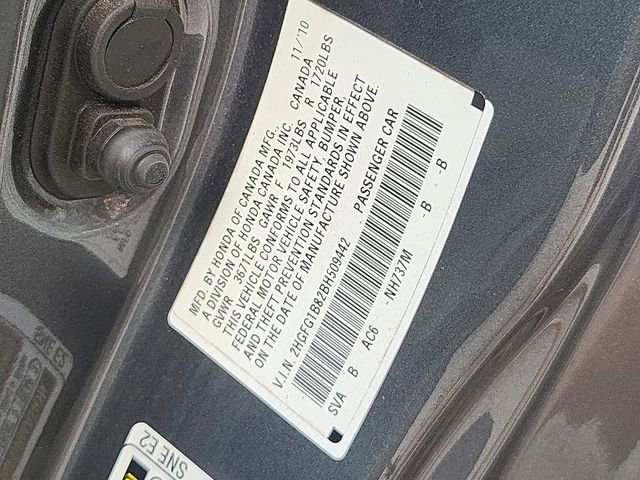 MFD. BY HONDA OF CANADA MFG.
A DIVISION OF HONDA CANADA INC. CANADA 11/'10
GVWR 3671LBS GAWR F 1973LBS R 1720LBS
THIS VEHICLE CONFORMS TO ALL APPLICABLE
FEDERAL MOTOR VEHICLE SAFETY, BUMPER,
AND THEFT PREVENTION STANDARDS IN EFFECT
ON THE DATE OF MANUFACTURE SHOWN ABOVE.
V.I.N. 2HGFG1B82BH509442 PASSENGER CAR
SVA B AC6 NH737M -B -B
SNE E2